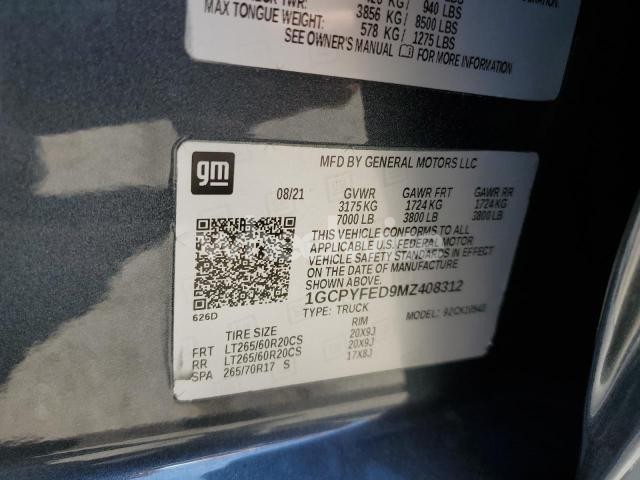 940 LBS
MAX TONGUE WEIGHT: 3856 KG / 8500 LBS
578 KG / 1275 LBS
SEE OWNER'S MANUAL FOR MORE INFORMATION
gm
MFD BY GENERAL MOTORS LLC
08/21 GVWR GAWR FRT GAWR RR
3175 KG 1724 KG 1724 KG
7000 LB 3800 LB 3800 LB
THIS VEHICLE CONFORMS TO ALL
APPLICABLE U.S. FEDERAL MOTOR
VEHICLE SAFETY STANDARDS IN EFFECT
ON THE DATE OF MANUFACTURE
SHOWN ABOVE.
1GCPYFED9MZ408312
626D
TYPE: TRUCK MODEL:
TIRE SIZE RIM
FRT LT265/60R20CS 20X9J
RR LT265/60R20CS 20X9J
SPA 265/70R17 S 17X8J